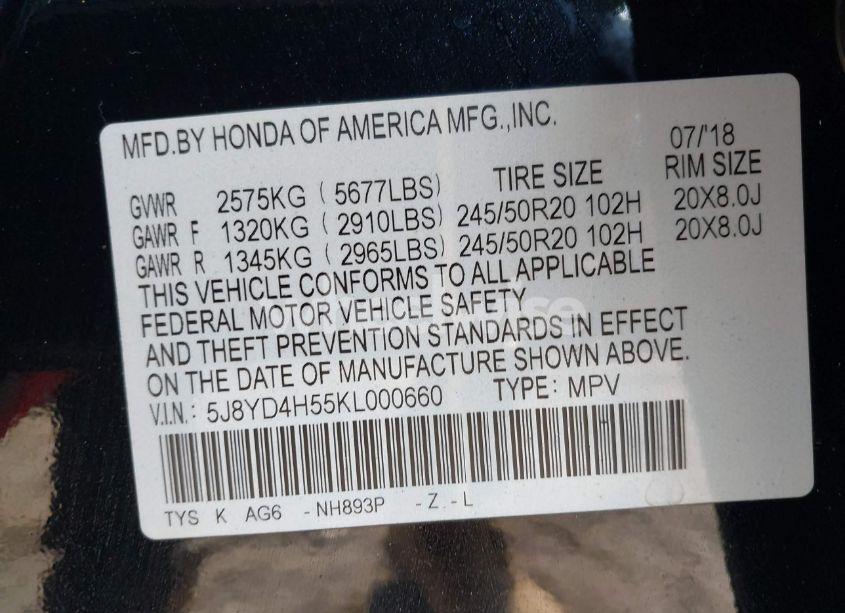 MFD.BY HONDA OF AMERICA MFG.,INC. 07/'18
GVWR 2575KG ( 5677LBS) TIRE SIZE RIM SIZE
GAWR F 1320KG ( 2910LBS) 245/50R20 102H 20X8.0J
GAWR R 1345KG ( 2965LBS) 245/50R20 102H 20X8.0J
THIS VEHICLE CONFORMS TO ALL APPLICABLE
FEDERAL MOTOR VEHICLE SAFETY
AND THEFT PREVENTION STANDARDS IN EFFECT
ON THE DATE OF MANUFACTURE SHOWN ABOVE.
V.I.N.: 5J8YD4H55KL000660 TYPE: MPV
TYS K AG6 -NH893P -Z -L